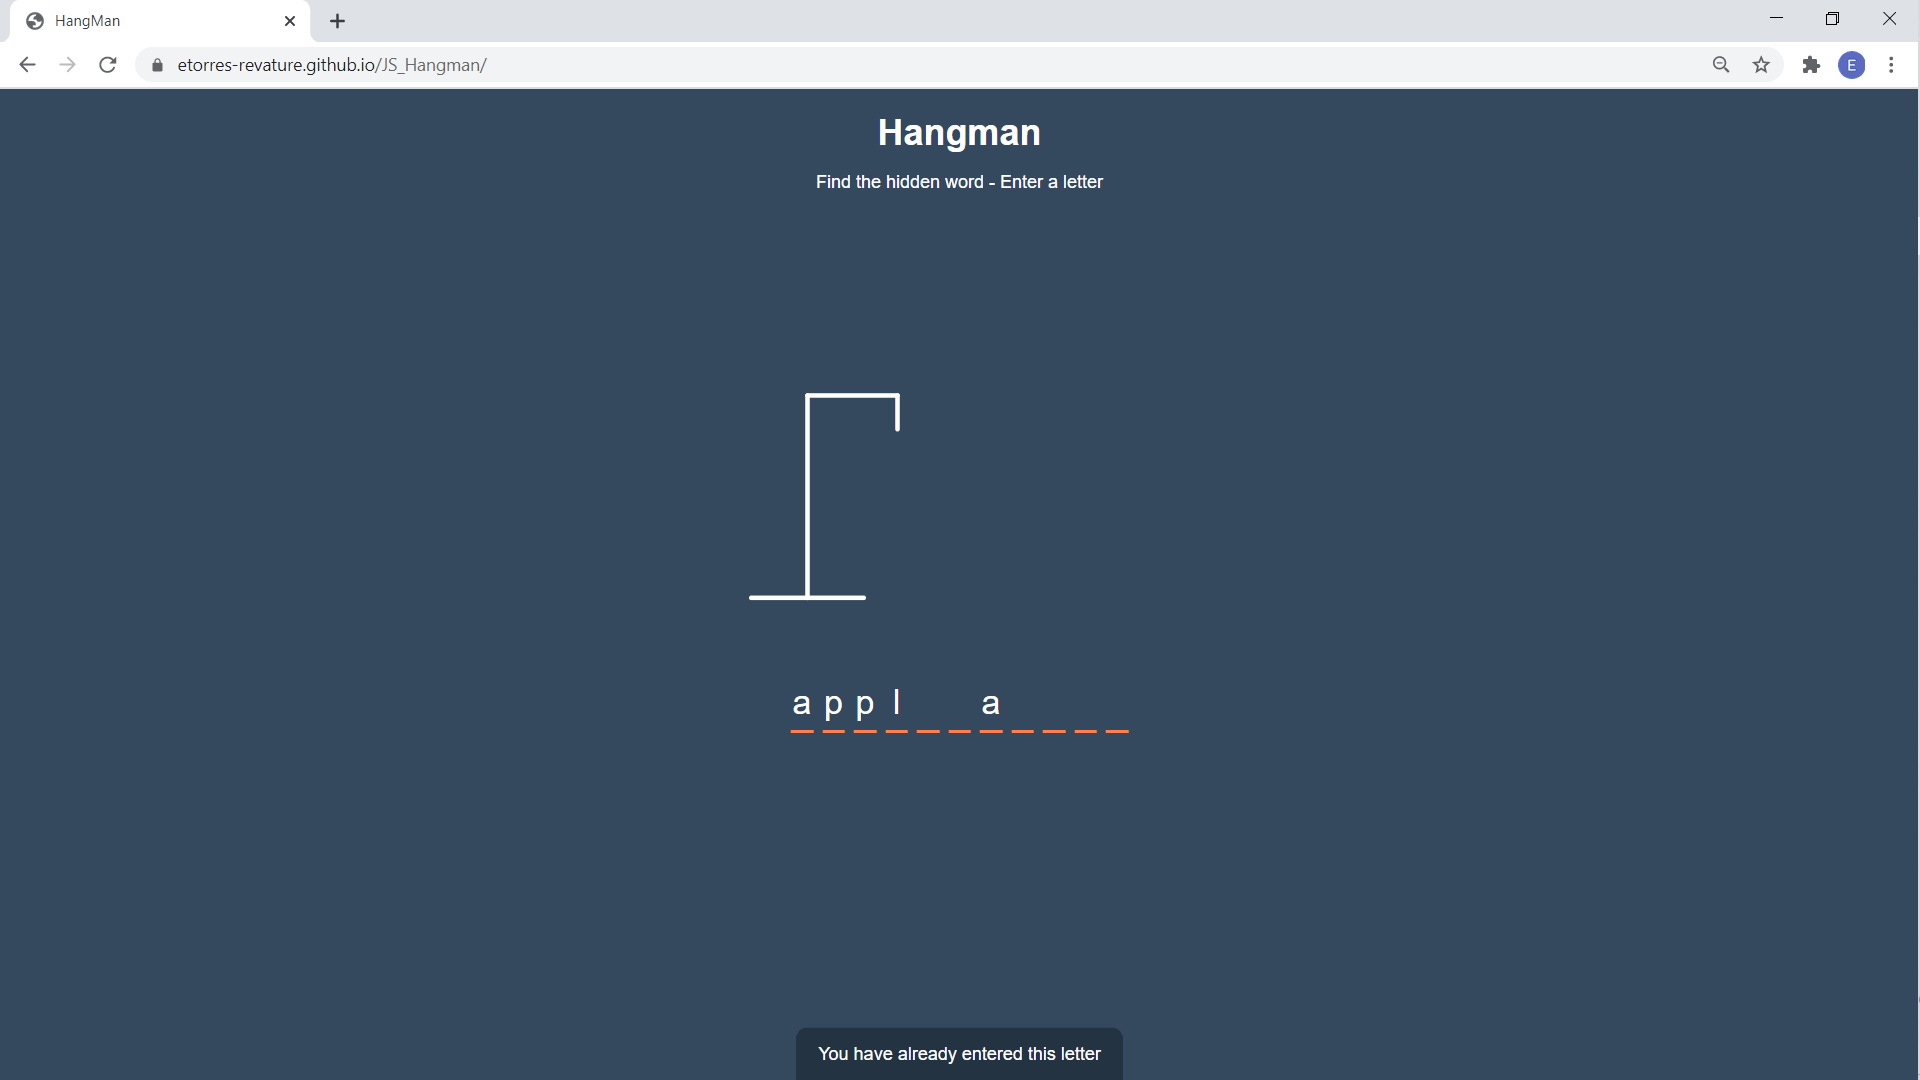 HangMan
etorres-revature.github.io/JS_Hangman/
E
Hangman
Find the hidden word - Enter a letter
a p p l a
You have already entered this letter